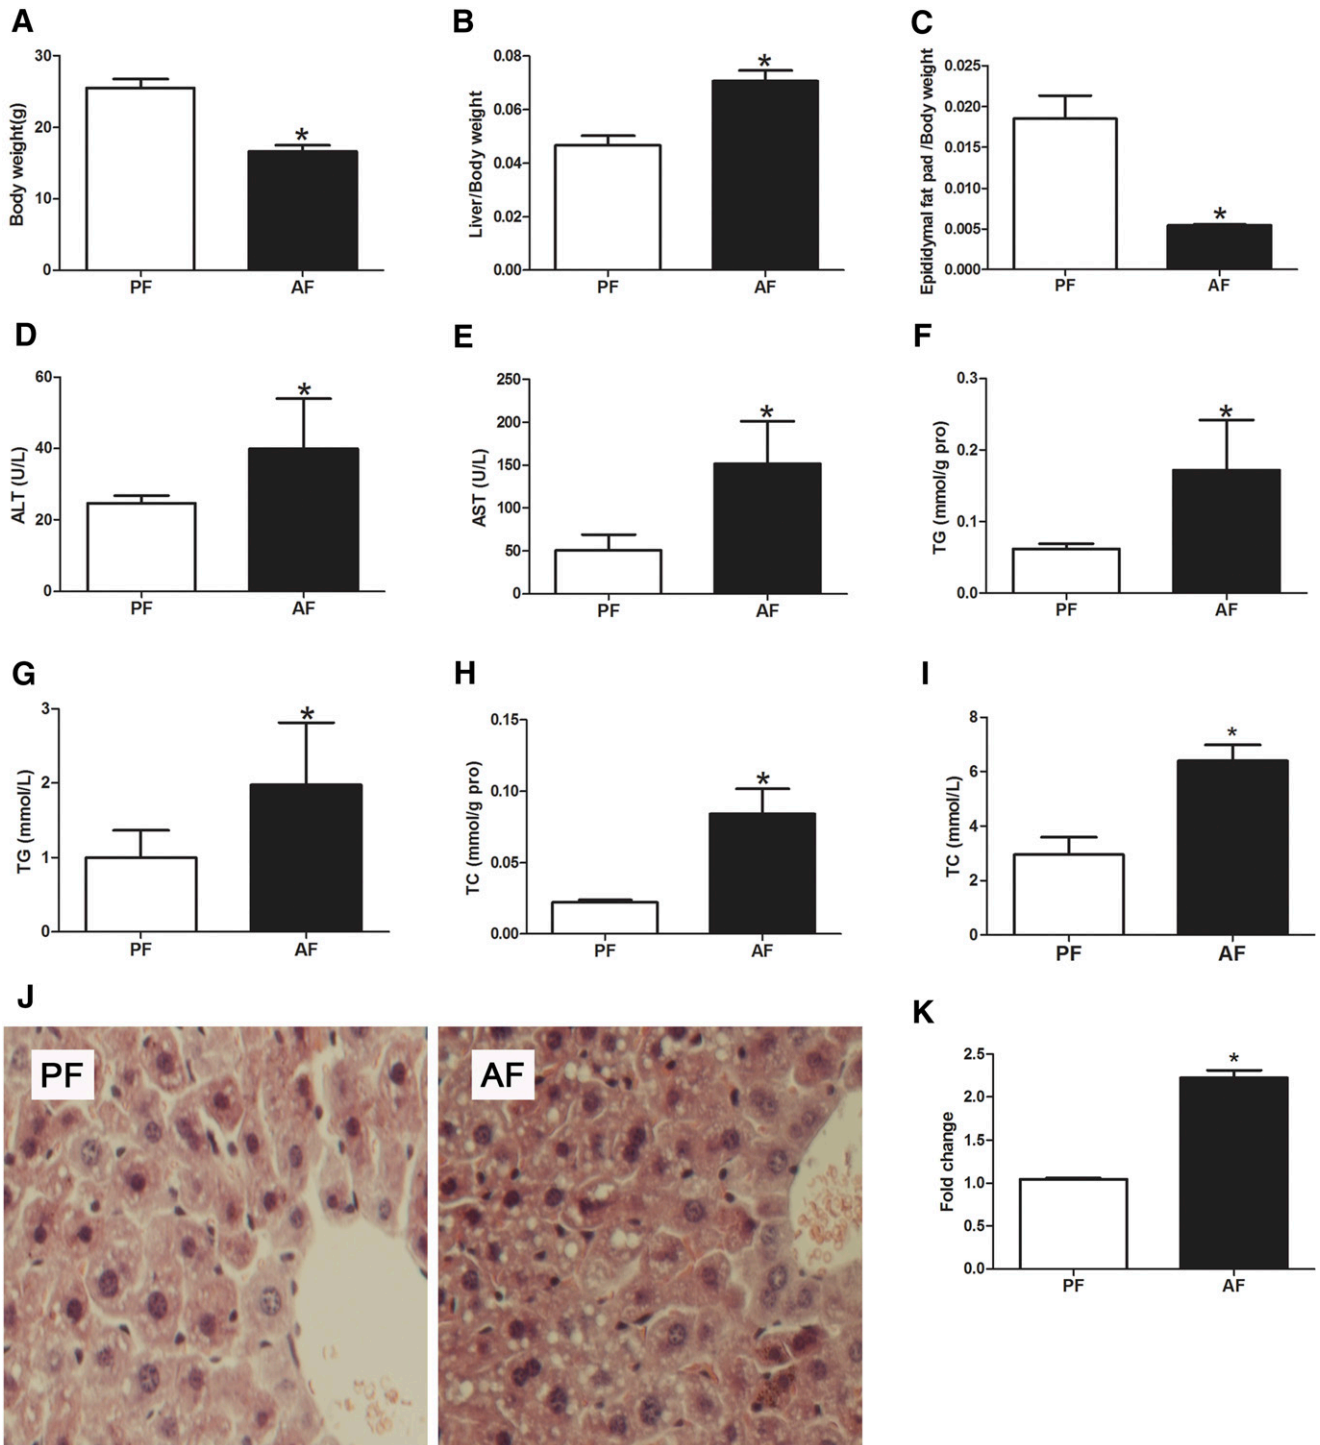 A
B
C
Body weight(g)
30
20
10
0
*
PF
AF
Liver/Body weight
0.08
0.06
0.04
0.02
0.00
*
PF
AF
Epididymal fat pad /Body weight
0.025
0.020
0.015
0.010
0.005
0.000
*
PF
AF
D
E
F
ALT (U/L)
60
40
20
0
*
PF
AF
AST (U/L)
250
200
150
100
50
0
*
PF
AF
TG (mmol/g pro)
0.3
0.2
0.1
0.0
*
PF
AF
G
H
I
TG (mmol/L)
3
2
1
0
*
PF
AF
TC (mmol/g pro)
0.15
0.10
0.05
0.00
*
PF
AF
TC (mmol/L)
8
6
4
2
0
*
PF
AF
J
PF
AF
K
Fold change
2.5
2.0
1.5
1.0
0.5
0.0
*
PF
AF